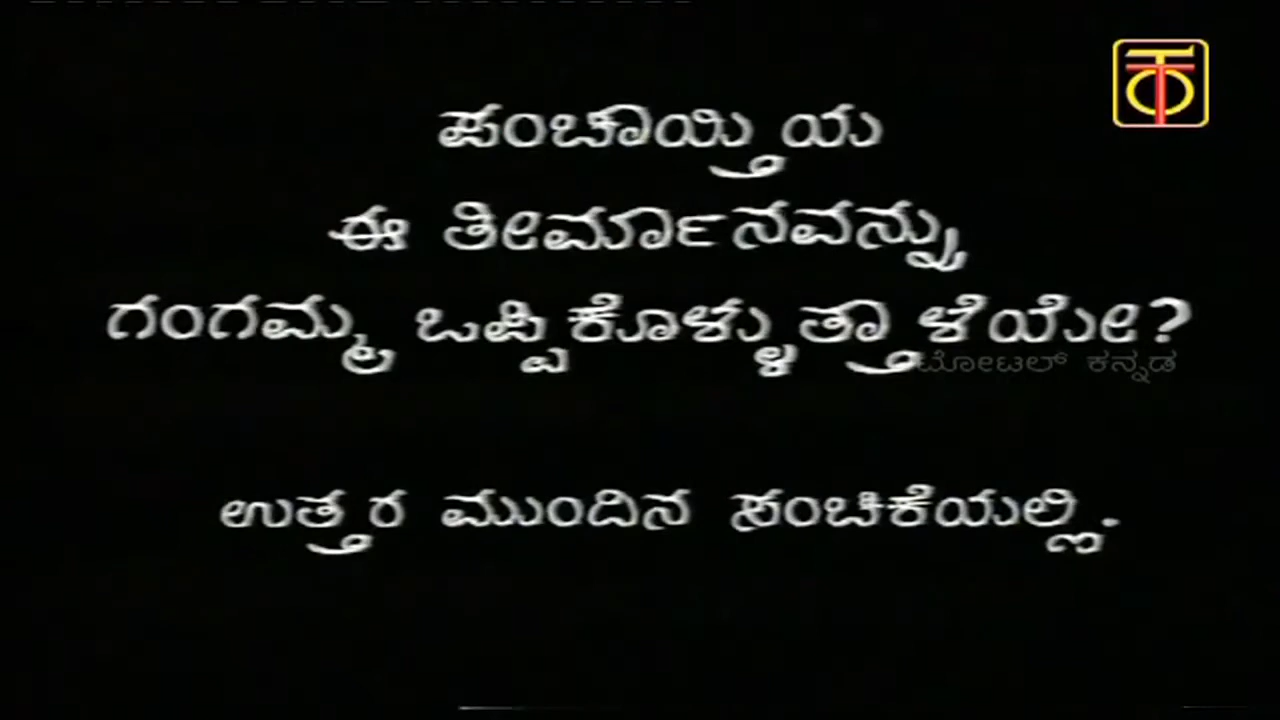 ಪಂಚಾಯ್ತಿಯ
ಈ ತೀರ್ಮಾನವನ್ನು
ಗಂಗಮ್ಮ ಒಪ್ಪಿಕೊಳ್ಳುತ್ತಾಳೆಯೇ?
ಟೋಟಲ್ ಕನ್ನಡ
ಉತ್ತರ ಮುಂದಿನ ಸಂಚಿಕೆಯಲ್ಲಿ.